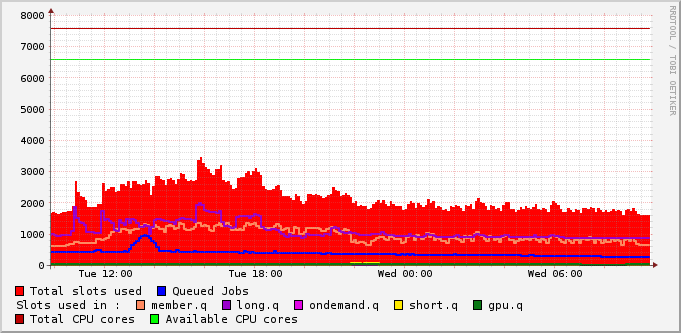 RRDTOOL / TOBI OETIKER
8000
7000
6000
5000
4000
3000
2000
1000
0
Tue 12:00 Tue 18:00 Wed 00:00 Wed 06:00
Total slots used Queued Jobs
Slots used in : member.q long.q ondemand.q short.q gpu.q
Total CPU cores Available CPU cores